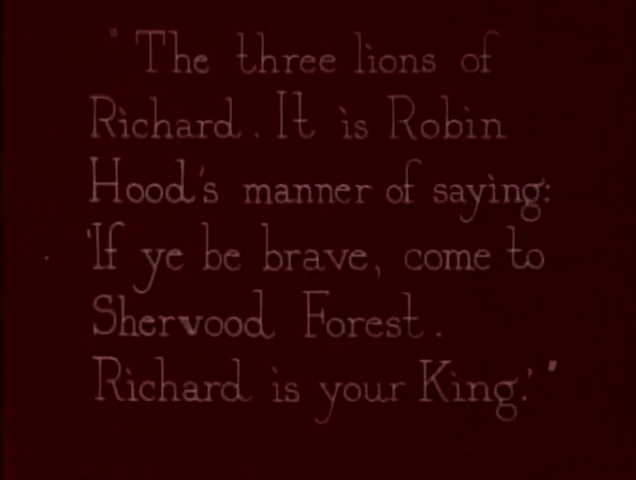 "The three lions of
Richard. It is Robin
Hood's manner of saying:
'If ye be brave, come to
Shervood Forest.
Richard is your King.'"